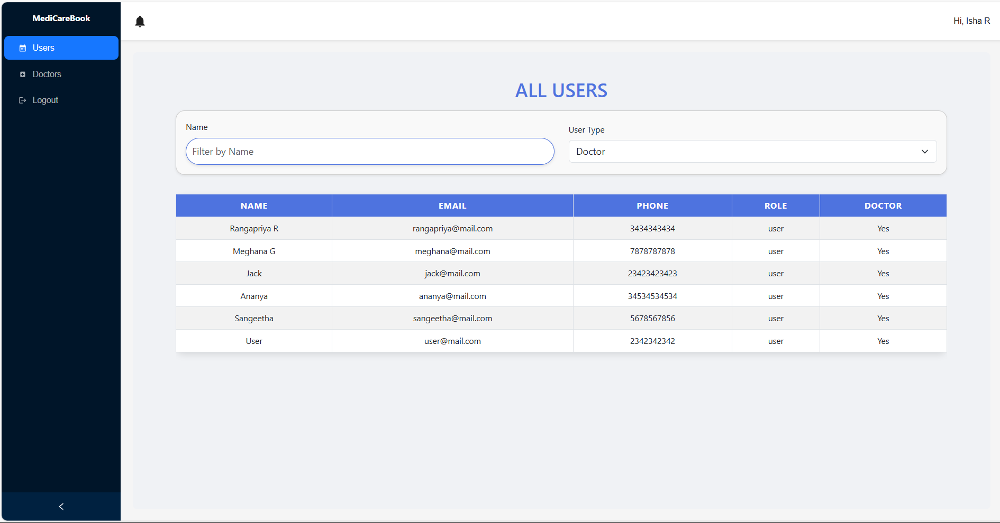 MediCareBook
Users
Doctors
Logout
Hi, Isha R
ALL USERS
Name
Filter by Name
User Type
Doctor
NAME EMAIL PHONE ROLE DOCTOR
Rangapriya R rangapriya@mail.com 3434343434 user Yes
Meghana G meghana@mail.com 7878787878 user Yes
Jack jack@mail.com 23423423423 user Yes
Ananya ananya@mail.com 34534534534 user Yes
Sangeetha sangeetha@mail.com 5678567856 user Yes
User user@mail.com 2342342342 user Yes